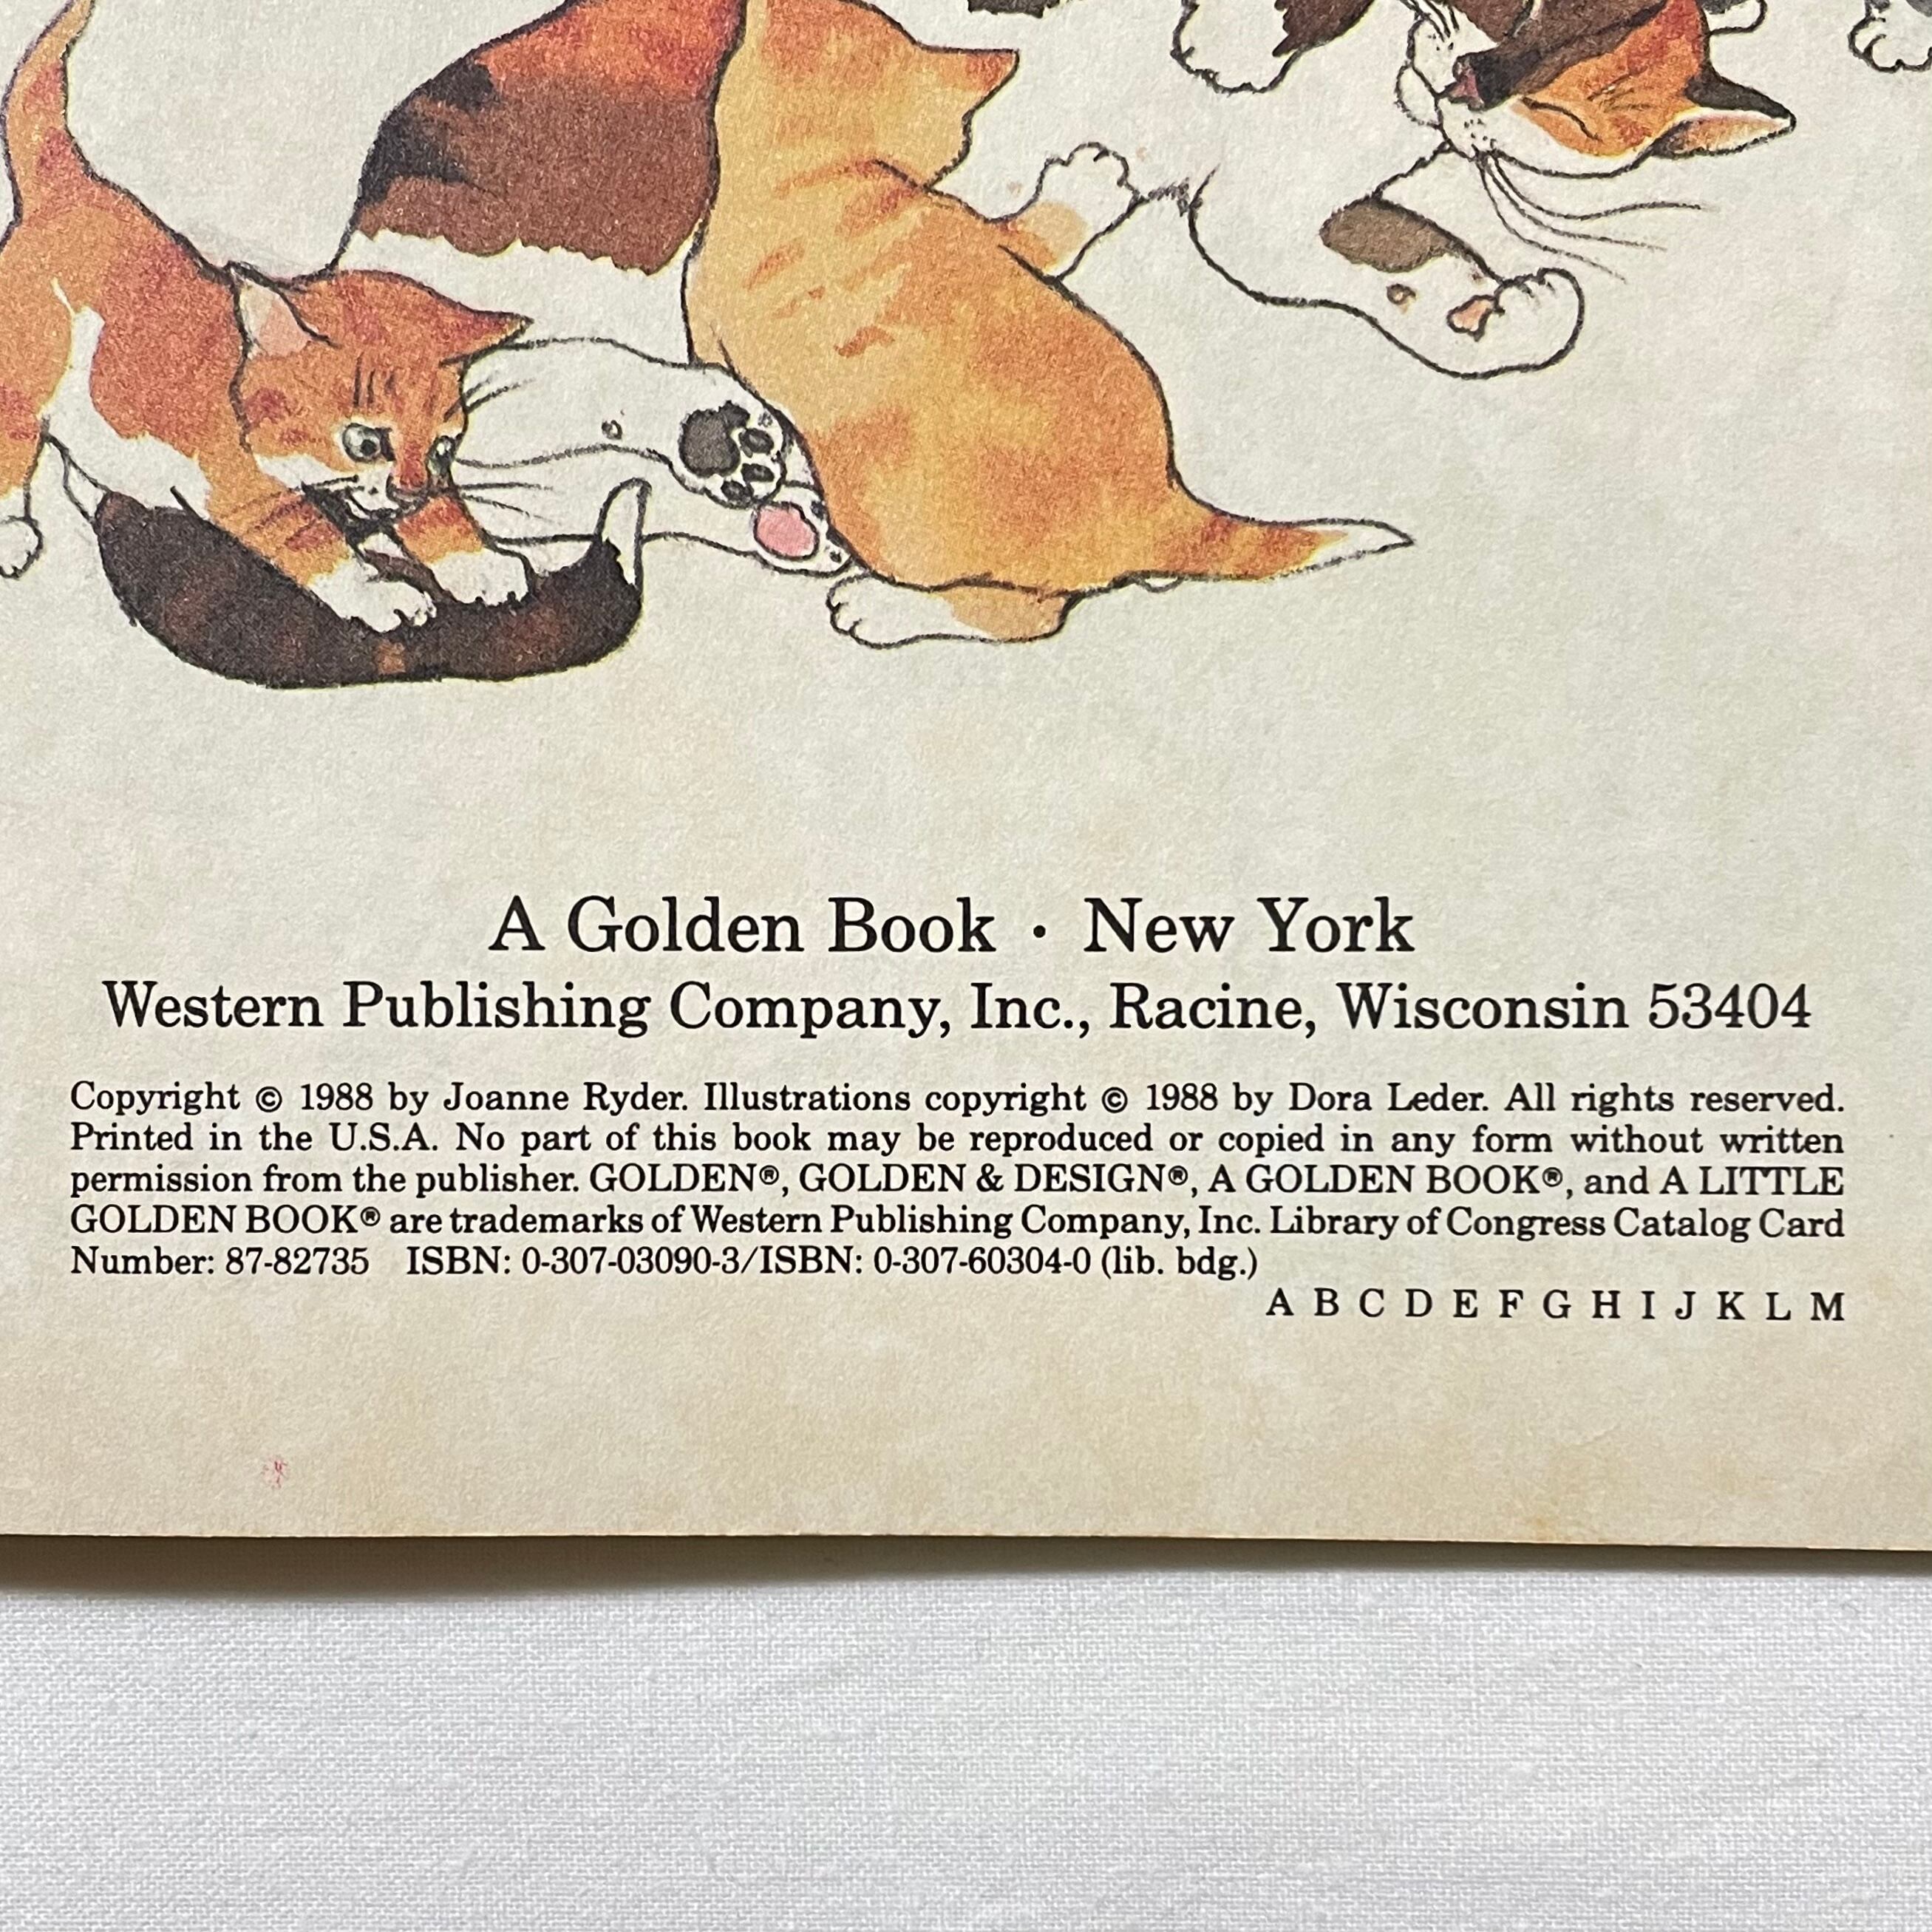 A Golden Book · New York
Western Publishing Company, Inc., Racine, Wisconsin 53404
Copyright © 1988 by Joanne Ryder. Illustrations copyright © 1988 by Dora Leder. All rights reserved.
Printed in the U.S.A. No part of this book may be reproduced or copied in any form without written
permission from the publisher. GOLDEN®, GOLDEN & DESIGN®, A GOLDEN BOOK®, and A LITTLE
GOLDEN BOOK® are trademarks of Western Publishing Company, Inc. Library of Congress Catalog Card
Number: 87-82735 ISBN: 0-307-03090-3/ISBN: 0-307-60304-0 (lib. bdg.)
A B C D E F G H I J K L M